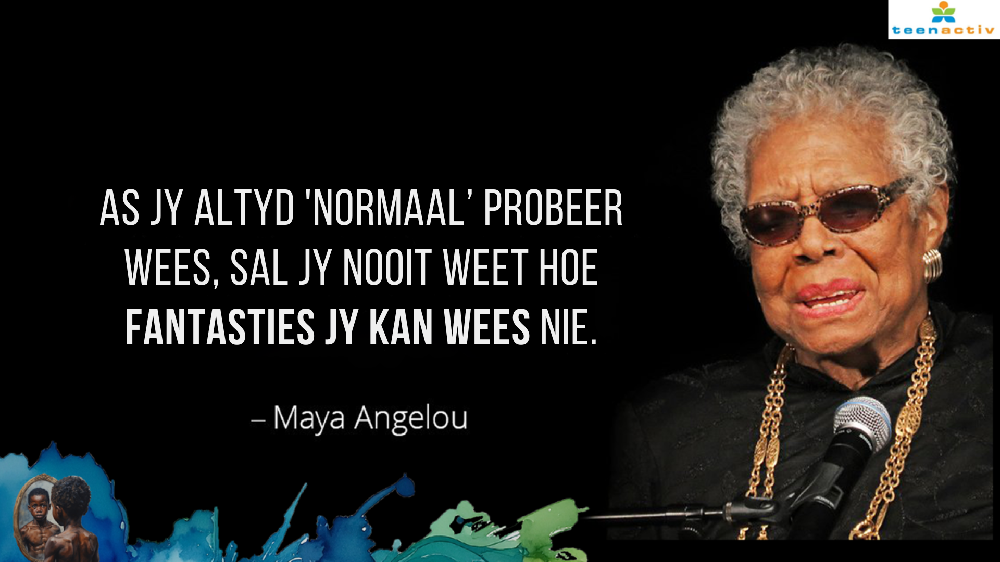 teenactiv
AS JY ALTYD 'NORMAAL’ PROBEER
WEES, SAL JY NOOIT WEET HOE
FANTASTIES JY KAN WEES NIE.
– Maya Angelou